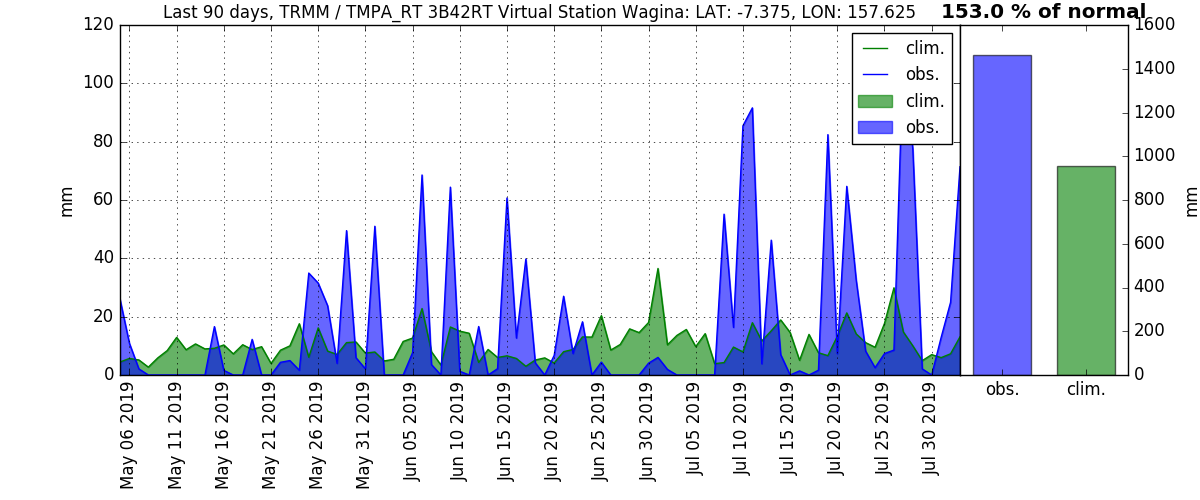 Last 90 days, TRMM / TMPA_RT 3B42RT Virtual Station Wagina: LAT: -7.375, LON: 157.625
153.0 % of normal
120
100
80
60
40
20
0
mm
clim.
obs.
clim.
obs.
May 06 2019
May 11 2019
May 16 2019
May 21 2019
May 26 2019
May 31 2019
Jun 05 2019
Jun 10 2019
Jun 15 2019
Jun 20 2019
Jun 25 2019
Jun 30 2019
Jul 05 2019
Jul 10 2019
Jul 15 2019
Jul 20 2019
Jul 25 2019
Jul 30 2019
1600
1400
1200
1000
800
600
400
200
0
mm
obs.
clim.